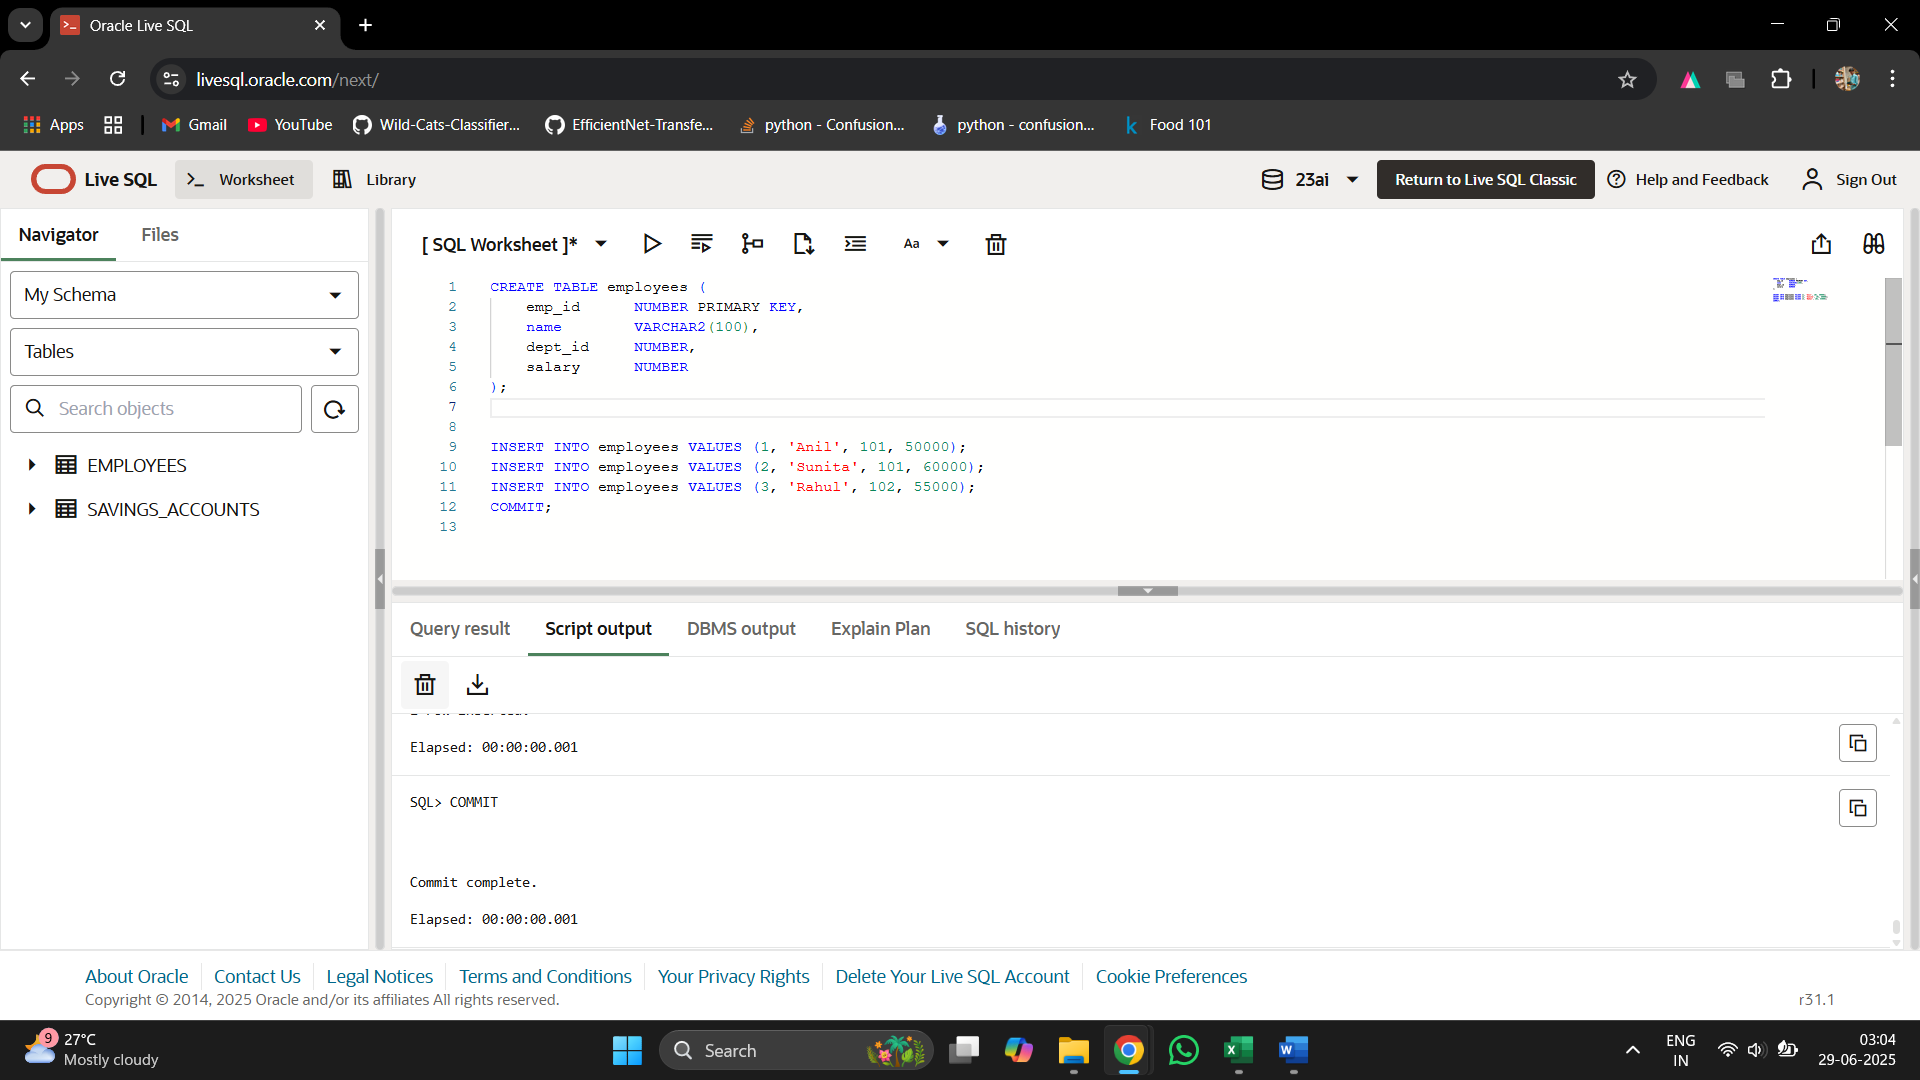 Oracle Live SQL
livesql.oracle.com/next/
Apps
Gmail
YouTube
Wild-Cats-Classifier...
EfficientNet-Transfe...
python - Confusion...
python - confusion...
Food 101
Live SQL
Worksheet
Library
23ai
Return to Live SQL Classic
Help and Feedback
Sign Out
Navigator
Files
My Schema
Tables
Search objects
EMPLOYEES
SAVINGS_ACCOUNTS
[ SQL Worksheet ]*
Aa
1 CREATE TABLE employees (
2 emp_id NUMBER PRIMARY KEY,
3 name VARCHAR2(100),
4 dept_id NUMBER,
5 salary NUMBER
6 );
7
8
9 INSERT INTO employees VALUES (1, 'Anil', 101, 50000);
10 INSERT INTO employees VALUES (2, 'Sunita', 101, 60000);
11 INSERT INTO employees VALUES (3, 'Rahul', 102, 55000);
12 COMMIT;
13
Query result
Script output
DBMS output
Explain Plan
SQL history
Elapsed: 00:00:00.001
SQL> COMMIT
Commit complete.
Elapsed: 00:00:00.001
About Oracle
Contact Us
Legal Notices
Terms and Conditions
Your Privacy Rights
Delete Your Live SQL Account
Cookie Preferences
Copyright © 2014, 2025 Oracle and/or its affiliates All rights reserved.
r31.1
9
27°C
Mostly cloudy
Search
ENG
IN
03:04
29-06-2025